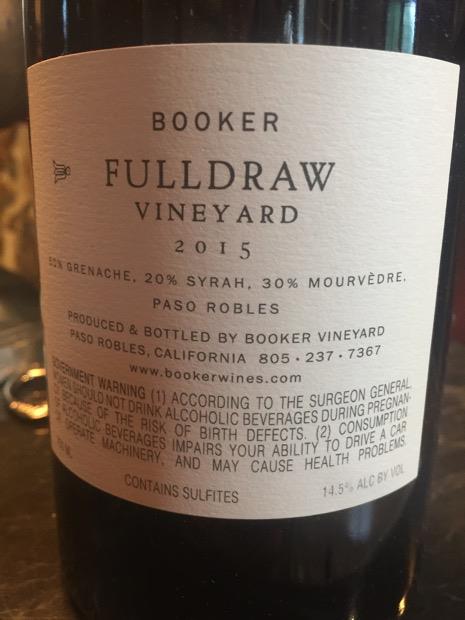 BOOKER
FULLDRAW
VINEYARD
2015
50% GRENACHE, 20% SYRAH, 30% MOURVÈDRE.
PASO ROBLES
PRODUCED & BOTTLED BY BOOKER VINEYARD
PASO ROBLES, CALIFORNIA 805 • 237 • 7367
www.bookerwines.com
GOVERNMENT WARNING (1) ACCORDING TO THE SURGEON GENERAL,
WOMEN SHOULD NOT DRINK ALCOHOLIC BEVERAGES DURING PREGNAN-
BECAUSE OF THE RISK OF BIRTH DEFECTS. (2) CONSUMPTION
OF ALCOHOLIC BEVERAGES IMPAIRS YOUR ABILITY TO DRIVE A CAR
OPERATE MACHINERY, AND MAY CAUSE HEALTH PROBLEMS.
CONTAINS SULFITES
14.5% ALC BY VOL